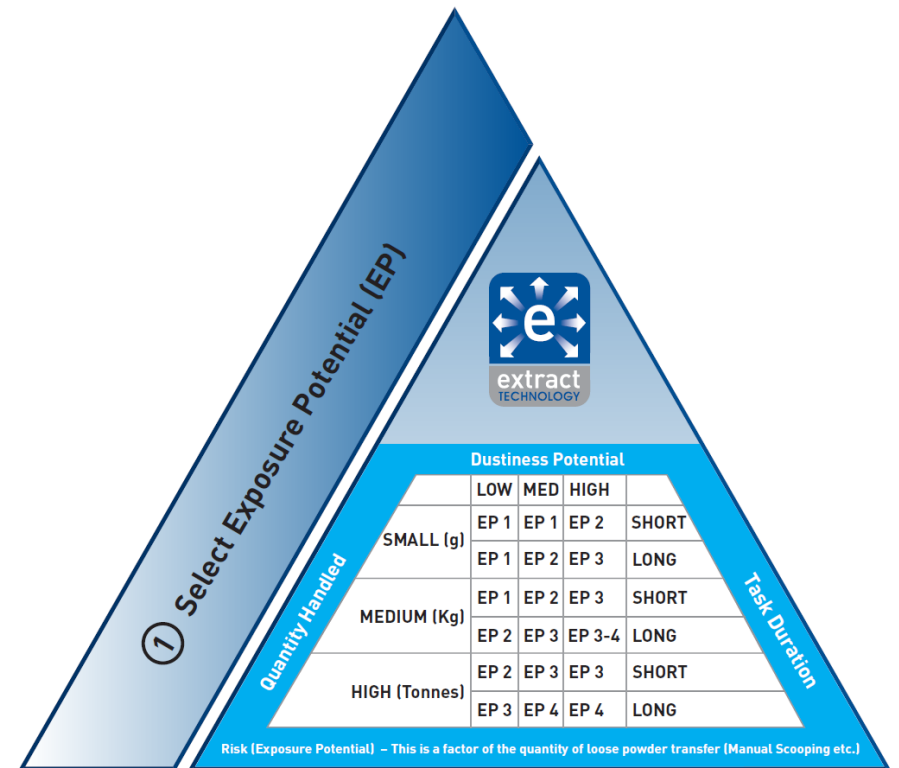 1 Select Exposure Potential (EP)
e
extract
TECHNOLOGY
Dustiness Potential
LOW MED HIGH
Quantity Handled
SMALL (g)
EP 1 EP 1 EP 2 SHORT
EP 1 EP 2 EP 3 LONG
MEDIUM (Kg)
EP 1 EP 2 EP 3 SHORT
EP 2 EP 3 EP 3-4 LONG
HIGH (Tonnes)
EP 2 EP 3 EP 3 SHORT
EP 3 EP 4 EP 4 LONG
Task Duration
Risk (Exposure Potential) – This is a factor of the quantity of loose powder transfer (Manual Scooping etc.)